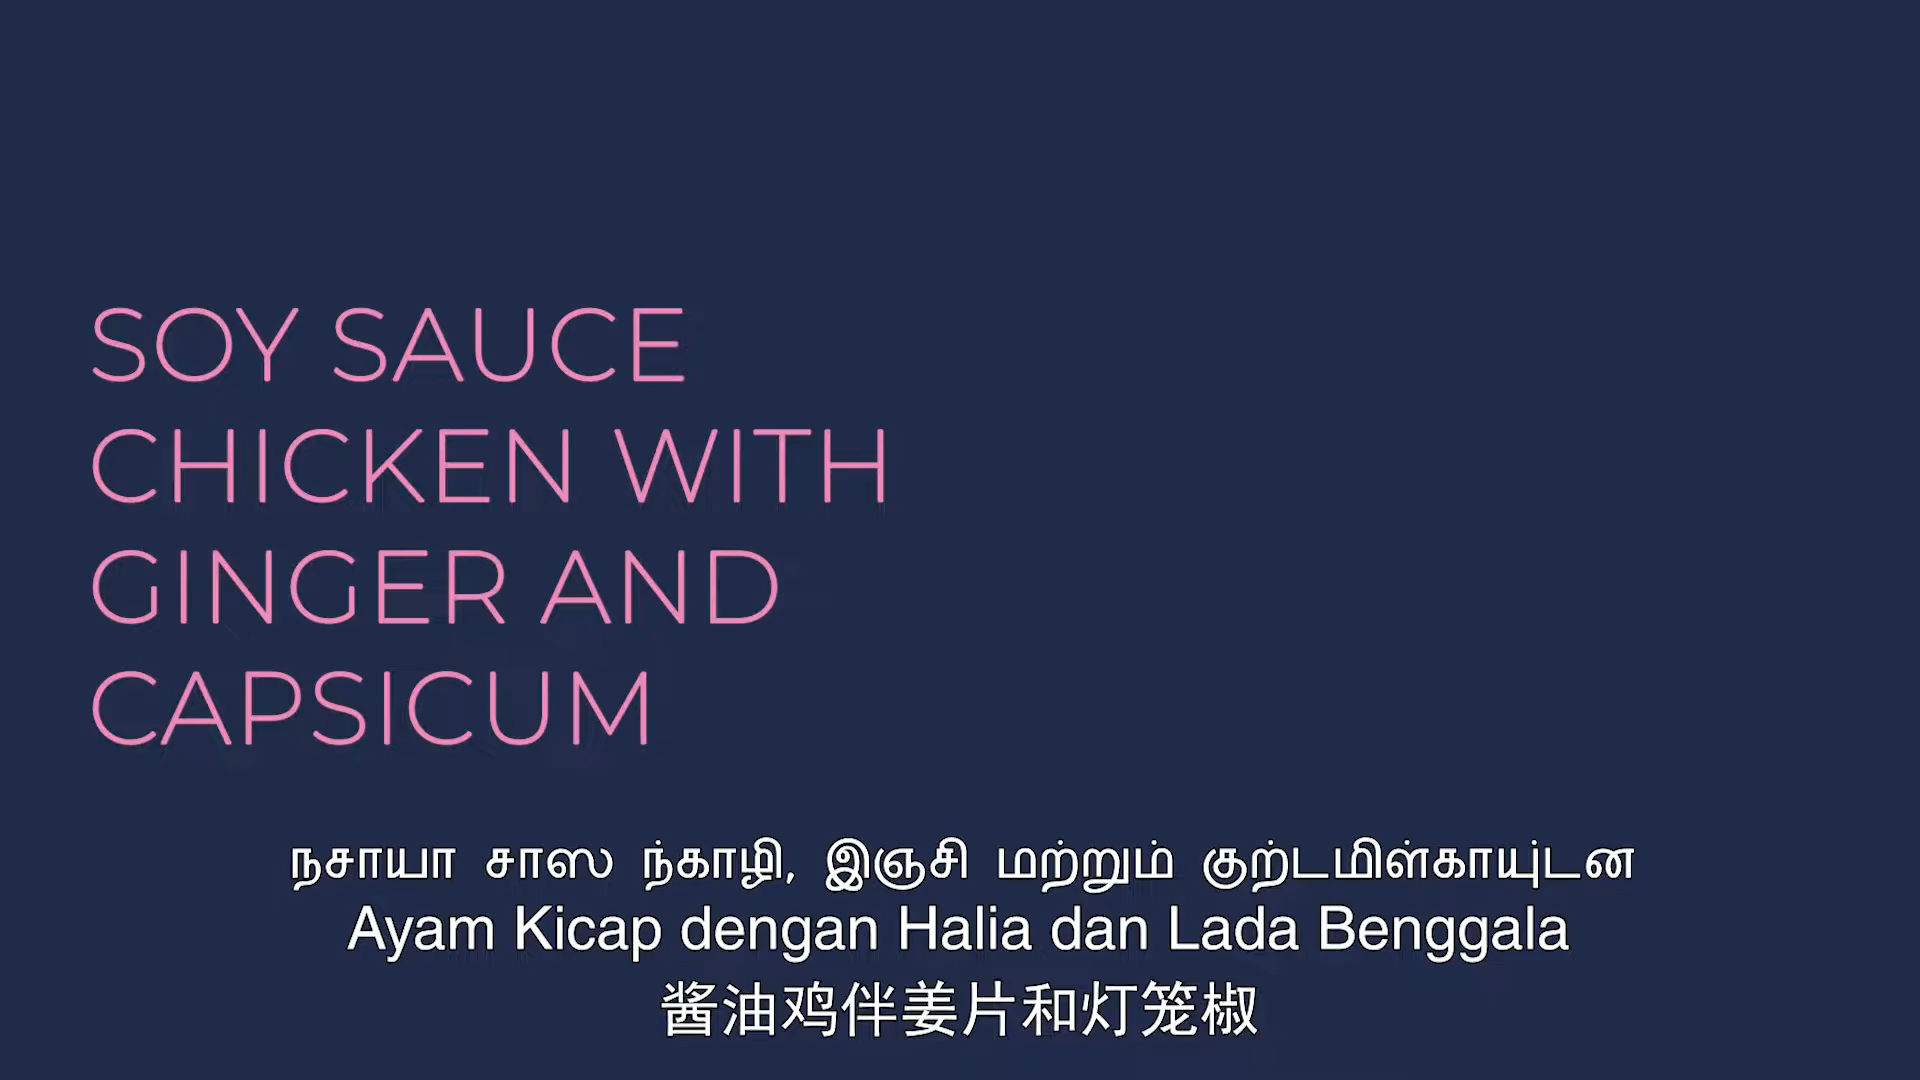 SOY SAUCE
CHICKEN WITH
GINGER AND
CAPSICUM
நசாயா சாஸ ந்காழி, இஞ்சி மற்றும் குற்டமிள்காயு்டன
Ayam Kicap dengan Halia dan Lada Benggala
酱油鸡伴姜片和灯笼椒